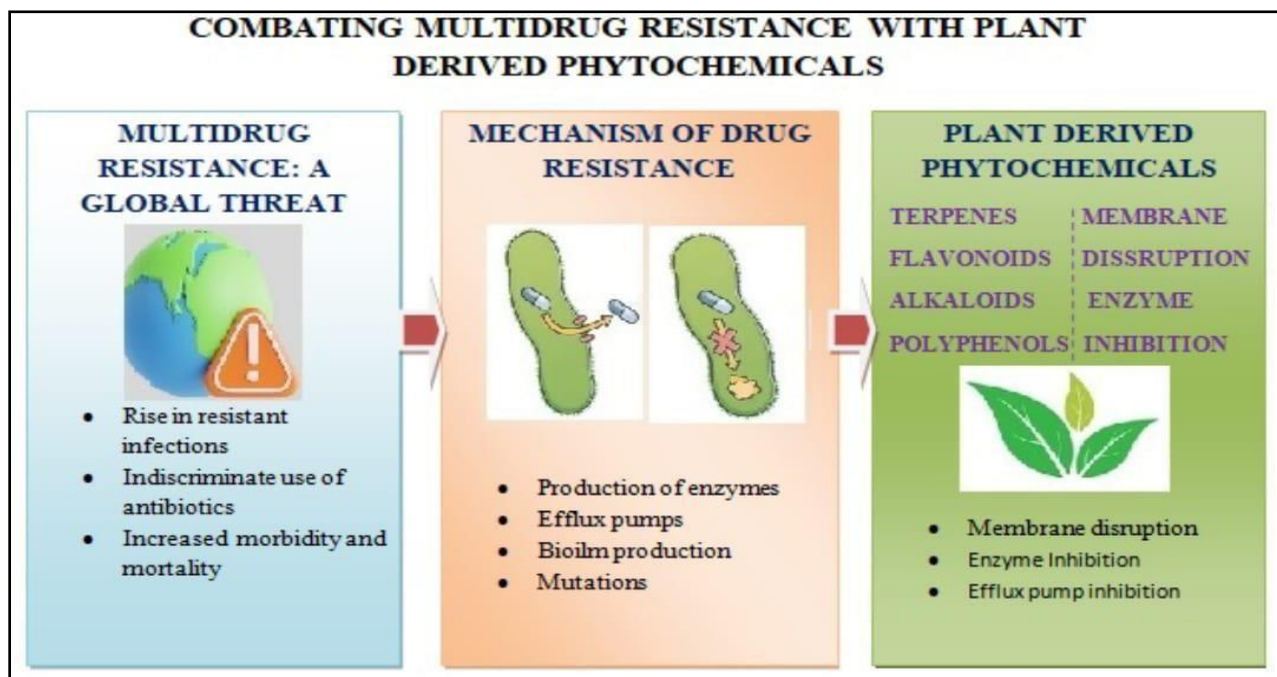 COMBATING MULTIDRUG RESISTANCE WITH PLANT
DERIVED PHYTOCHEMICALS
MULTIDRUG
RESISTANCE: A
GLOBAL THREAT
• Rise in resistant
infections
• Indiscriminate use of
antibiotics
• Increased morbidity and
mortality
MECHANISM OF DRUG
RESISTANCE
• Production of enzymes
• Efflux pumps
• Bioilm production
• Mutations
PLANT DERIVED
PHYTOCHEMICALS
TERPENES
FLAVONOIDS
ALKALOIDS
POLYPHENOLS
MEMBRANE
DISSRUPTION
ENZYME
INHIBITION
• Membrane disruption
• Enzyme Inhibition
• Efflux pump inhibition